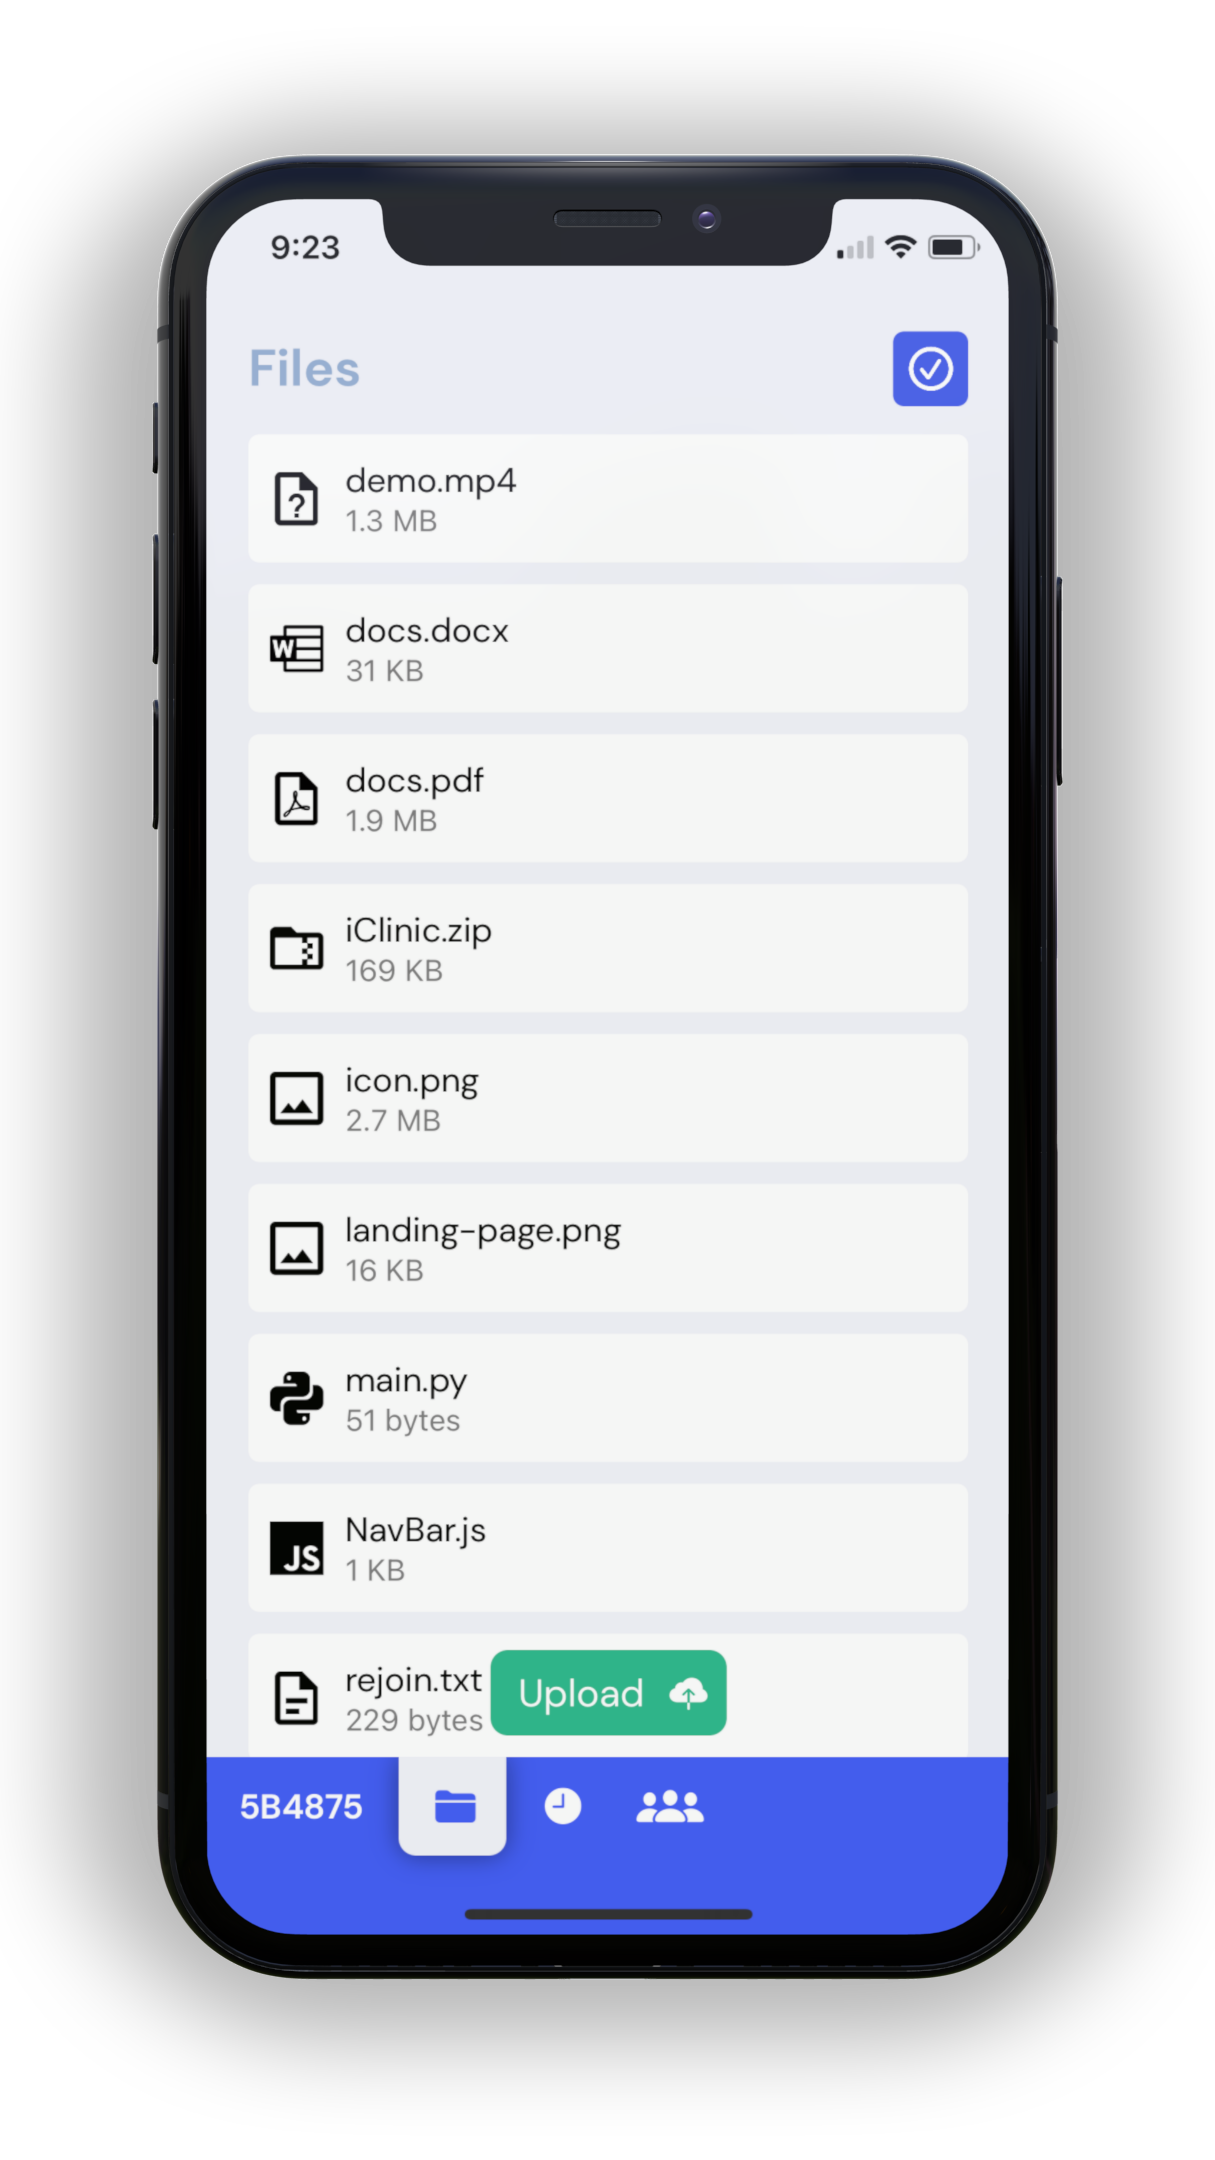 9:23
Files
demo.mp4
1.3 MB
W
docs.docx
31 KB
docs.pdf
1.9 MB
iClinic.zip
169 KB
icon.png
2.7 MB
landing-page.png
16 KB
main.py
51 bytes
JS
NavBar.js
1 KB
rejoin.txt
229 bytes
Upload
5B4875